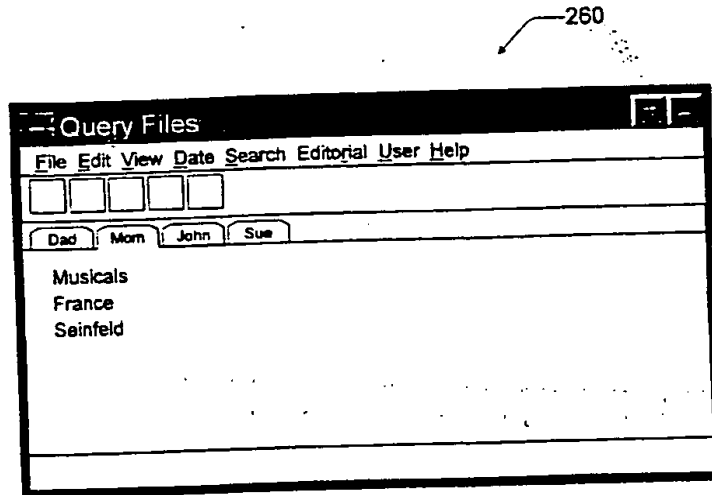 260
Query Files
File Edit View Date Search Editorial User Help
Dad Mom John Sue
Musicals
France
Seinfeld